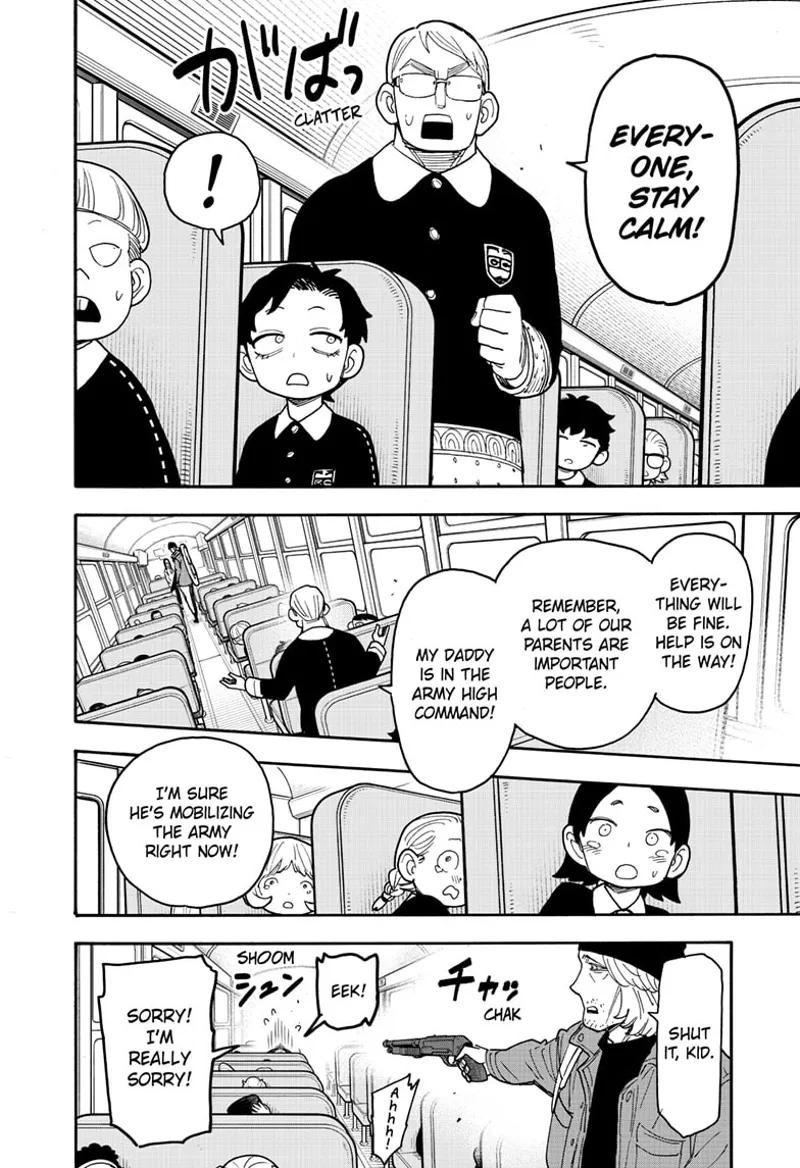 EVERY-
ONE,
STAY
CALM!
がばっ
CLATTER
!
EVERY-
THING WILL
BE FINE.
HELP IS ON
THE WAY!
REMEMBER,
A LOT OF OUR
PARENTS ARE
IMPORTANT
PEOPLE.
MY DADDY
IS IN THE
ARMY HIGH
COMMAND!
I'M SURE
HE'S MOBILIZING
THE ARMY
RIGHT NOW!
SHUT
IT, KID.
チャッ
CHAK
EEK!
シュン
SHOOM
Ahhh!
SORRY!
I'M
REALLY
SORRY!